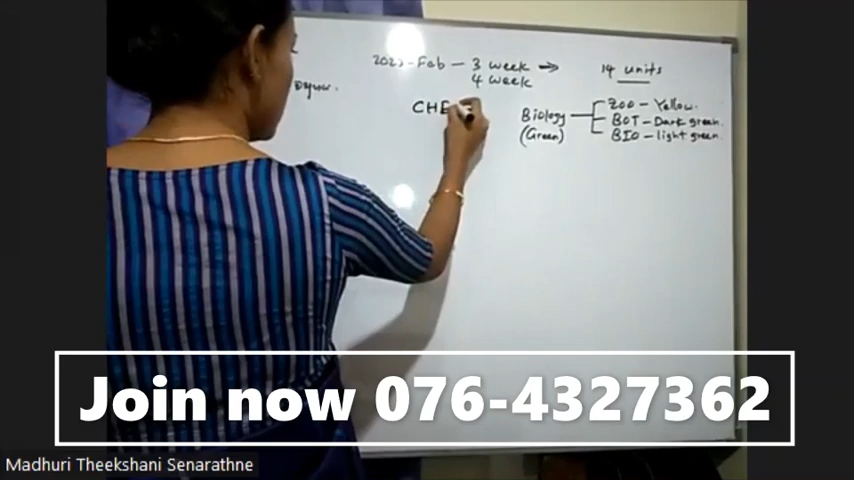 2023-Feb - 3 week → 14 units
4 week
CHE
Biology
(Green)
ZOO - Yellow.
BOT - Dark green.
BIO - light green.
Join now 076-4327362
Madhuri Theekshani Senarathne